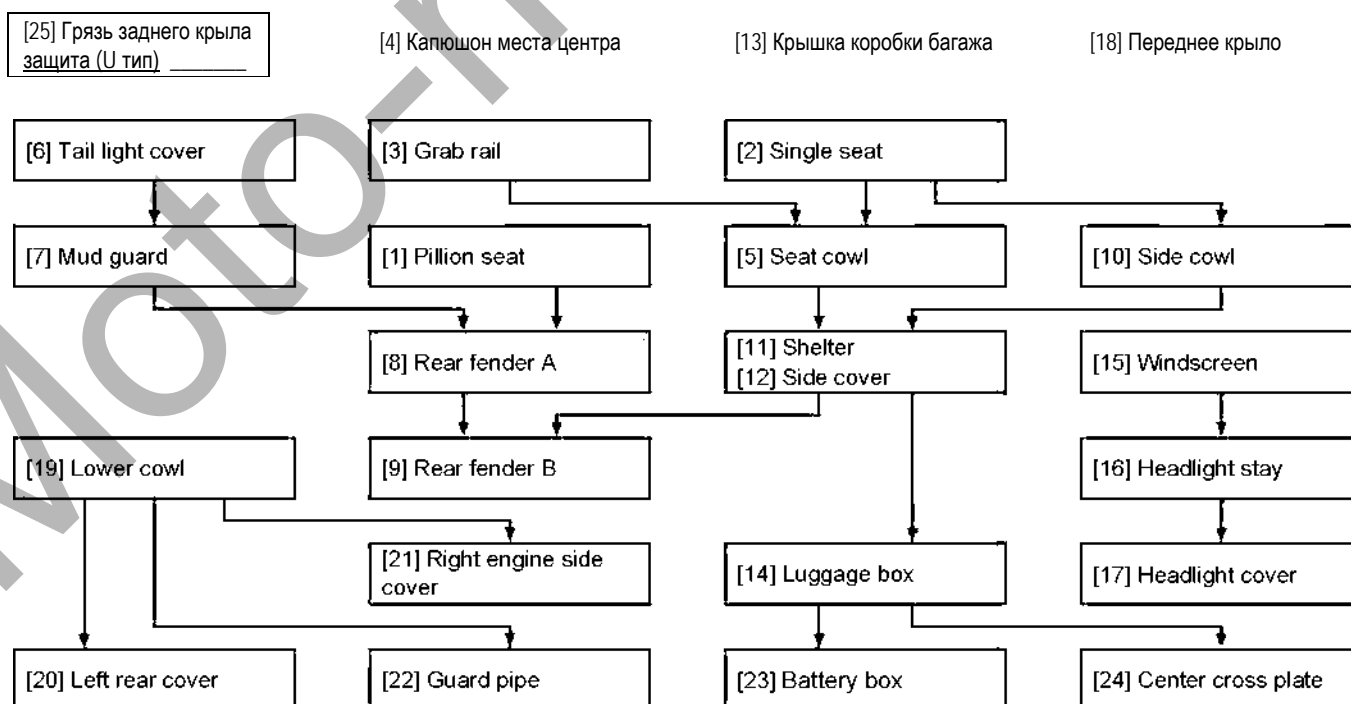 [25] Грязь заднего крыла
защита (U тип) _______
[4] Капюшон места центра
[13] Крышка коробки багажа
[18] Переднее крыло
[6] Tail light cover
[3] Grab rail
[2] Single seat
[7] Mud guard
[1] Pillion seat
[5] Seat cowl
[10] Side cowl
[8] Rear fender A
[11] Shelter
[12] Side cover
[15] Windscreen
[19] Lower cowl
[9] Rear fender B
[16] Headlight stay
[21] Right engine side
cover
[14] Luggage box
[17] Headlight cover
[20] Left rear cover
[22] Guard pipe
[23] Battery box
[24] Center cross plate